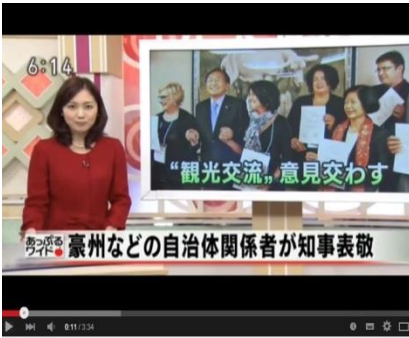 6:14
“観光交流„ 意見交わす
あっぷる
ワイド
豪州などの自治体関係者が知事表敬
0:11 / 3:34